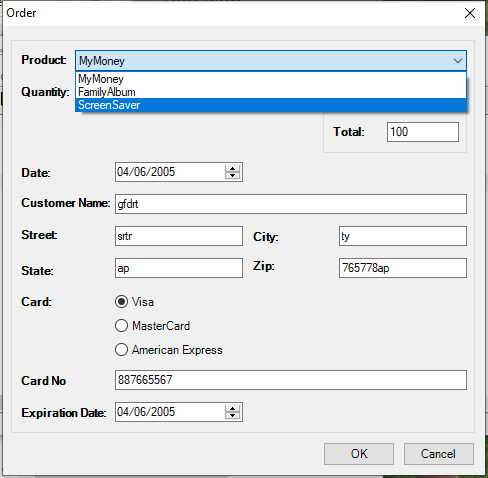 Order
Product: MyMoney
MyMoney
FamilyAlbum
Quantity:
ScreenSaver
Total: 100
Date: 04/06/2005
Customer Name: gfdrt
Street: srtr City: ty
State: ap Zip: 765778ap
Card: Visa
MasterCard
American Express
Card No 887665567
Expiration Date: 04/06/2005
OK Cancel